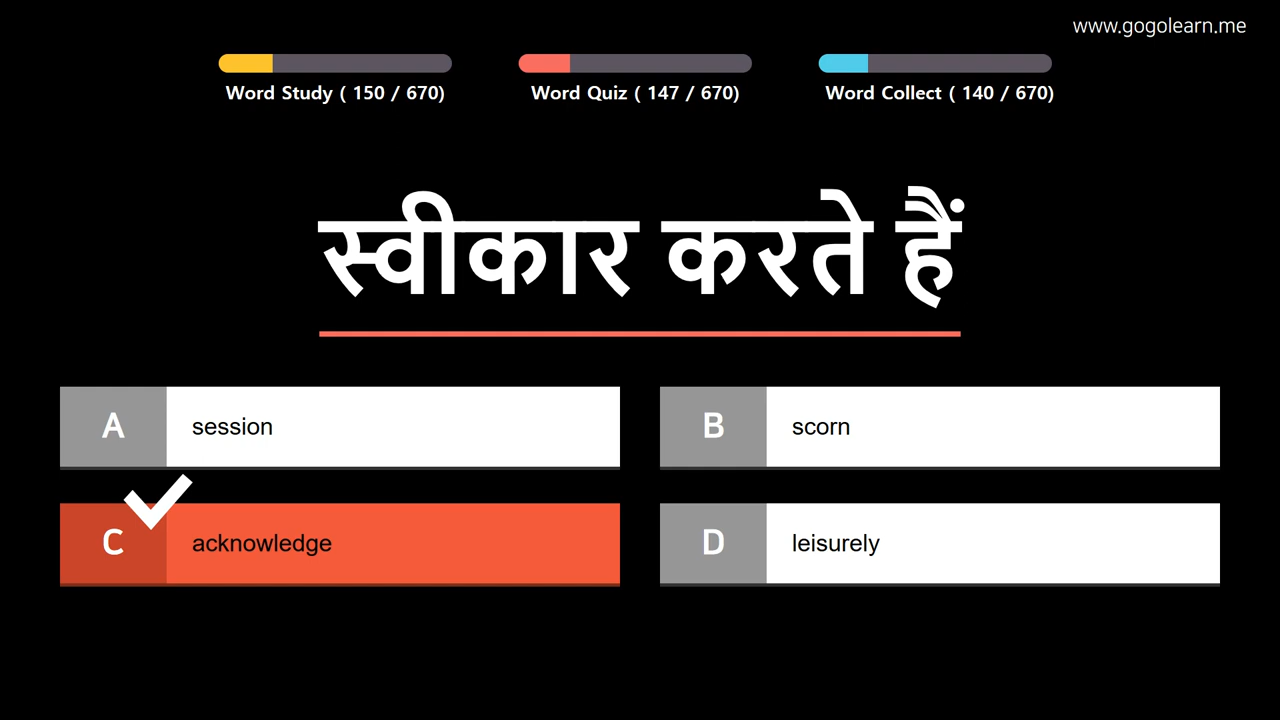 www.gogolearn.me
Word Study ( 150 / 670)
Word Quiz ( 147 / 670)
Word Collect ( 140 / 670)
स्वीकार करते हैं
A session
B scorn
C acknowledge
D leisurely